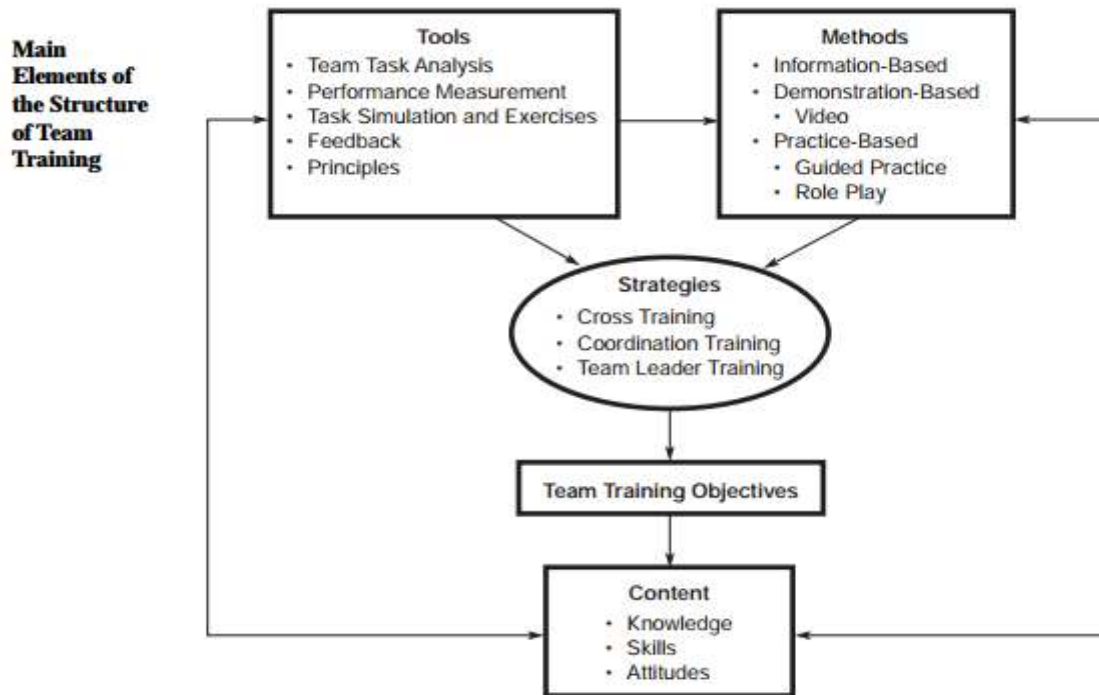 Main
Elements of
the Structure
of Team
Training
Tools
• Team Task Analysis
• Performance Measurement
• Task Simulation and Exercises
• Feedback
• Principles
Methods
• Information-Based
• Demonstration-Based
• Video
• Practice-Based
• Guided Practice
• Role Play
Strategies
• Cross Training
• Coordination Training
• Team Leader Training
Team Training Objectives
Content
• Knowledge
• Skills
• Attitudes